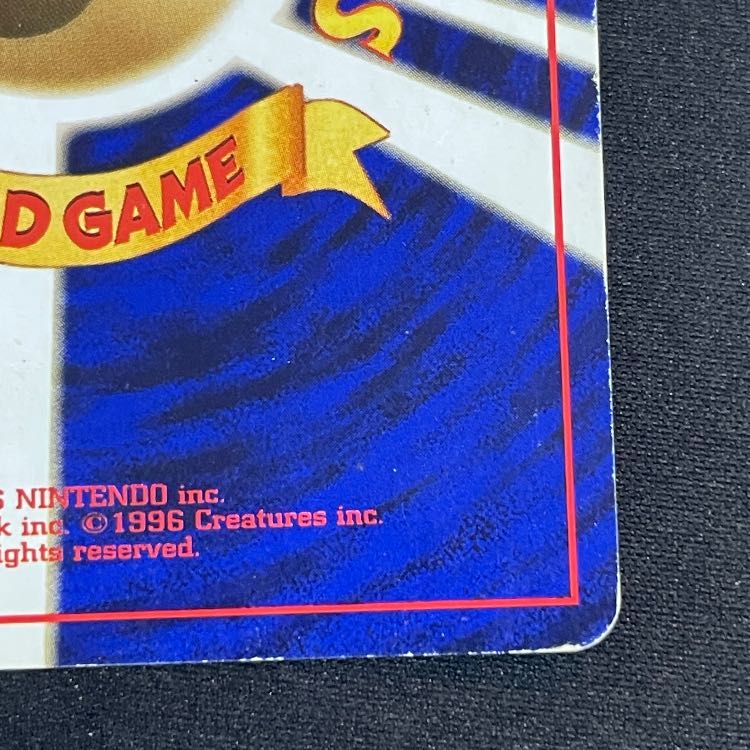 S
D GAME
NINTENDO inc.
k inc. ©1996 Creatures inc.
ights reserved.